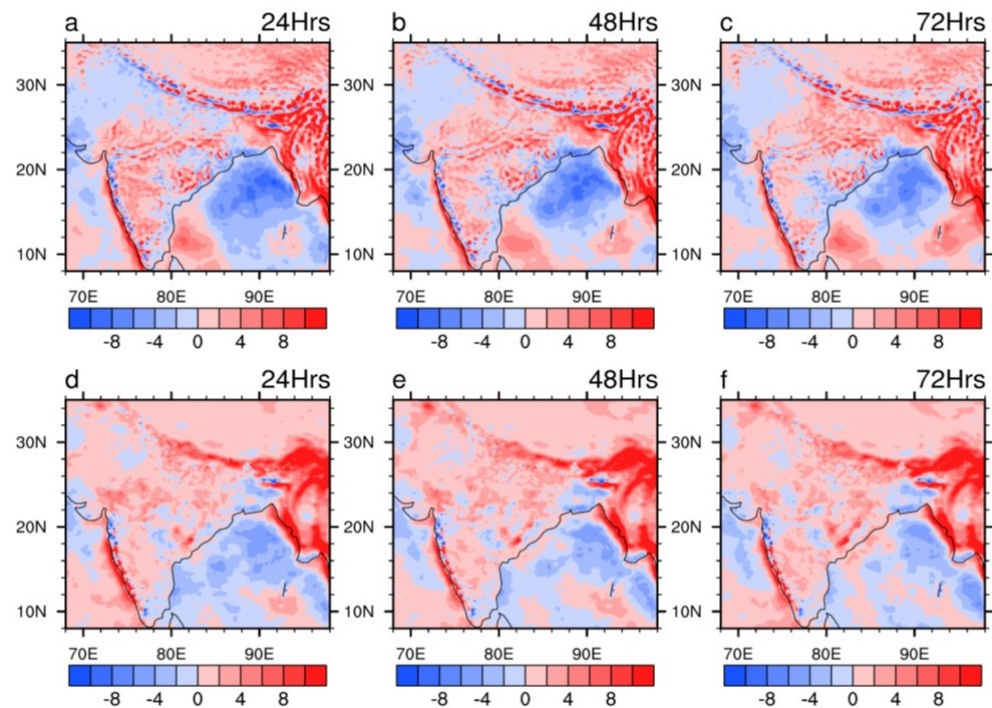 a 24Hrs b 48Hrs c 72Hrs
30N 30N 30N
20N 20N 20N
10N 10N 10N
70E 80E 90E 70E 80E 90E 70E 80E 90E
-8 -4 0 4 8 -8 -4 0 4 8 -8 -4 0 4 8
d 24Hrs e 48Hrs f 72Hrs
30N 30N 30N
20N 20N 20N
10N 10N 10N
70E 80E 90E 70E 80E 90E 70E 80E 90E
-8 -4 0 4 8 -8 -4 0 4 8 -8 -4 0 4 8